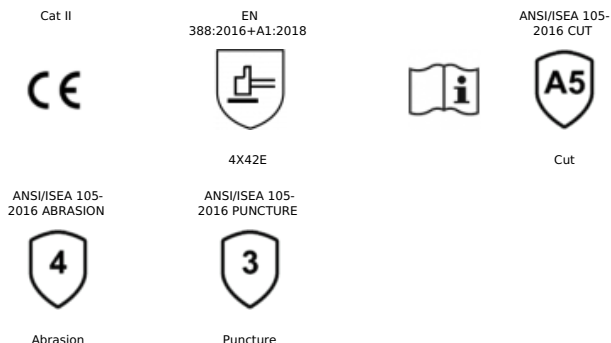 Cat II
CE
EN
388:2016+A1:2018
4X42E
i
ANSI/ISEA 105-
2016 CUT
A5
Cut
ANSI/ISEA 105-
2016 ABRASION
4
Abrasion
ANSI/ISEA 105-
2016 PUNCTURE
3
Puncture